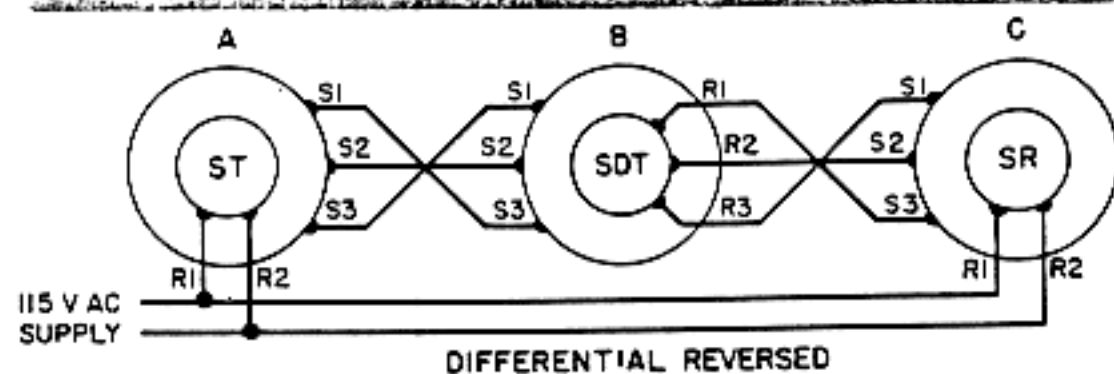 A B C
S1 S1 R1 S1
ST S2 S2 SDT R2 S2 SR
S3 S3 R3 S3
R1 R2 R1 R2
115 V AC
SUPPLY
DIFFERENTIAL REVERSED